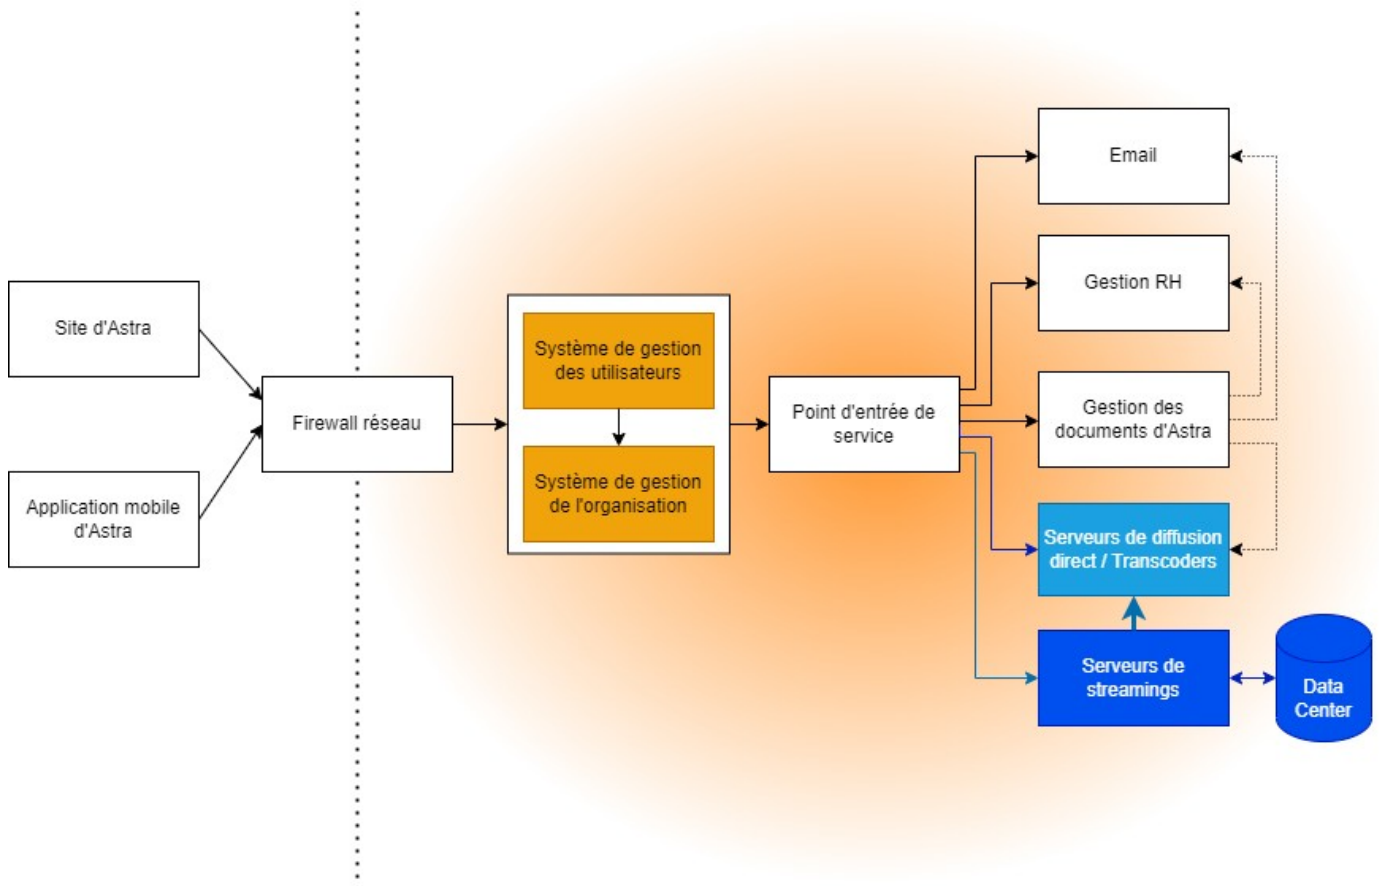 Email
Gestion RH
Site d'Astra
Système de gestion
des utilisateurs
Firewall réseau
Point d'entrée de
service
Gestion des
documents d'Astra
Application mobile
d'Astra
Système de gestion
de l'organisation
Serveurs de diffusion
direct / Transcoders
Serveurs de
streamings
Data
Center